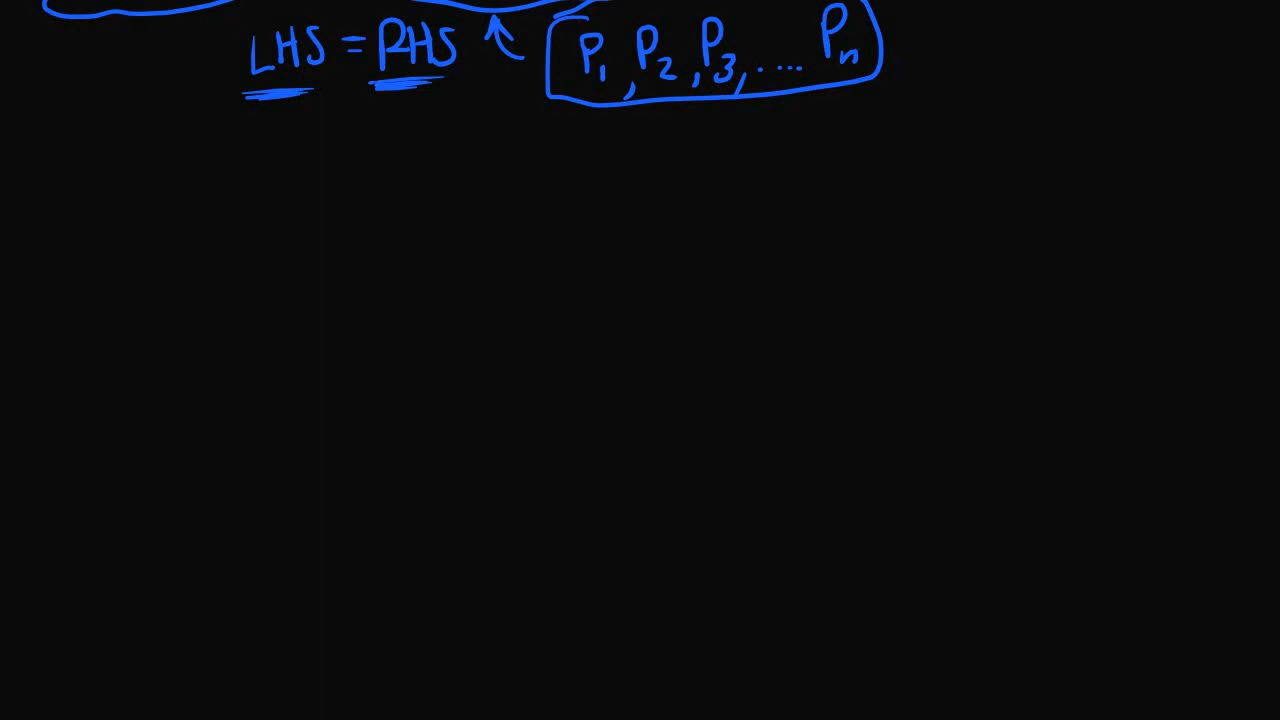 LHS = RHS P₁, P₂, P₃, .... Pₙ